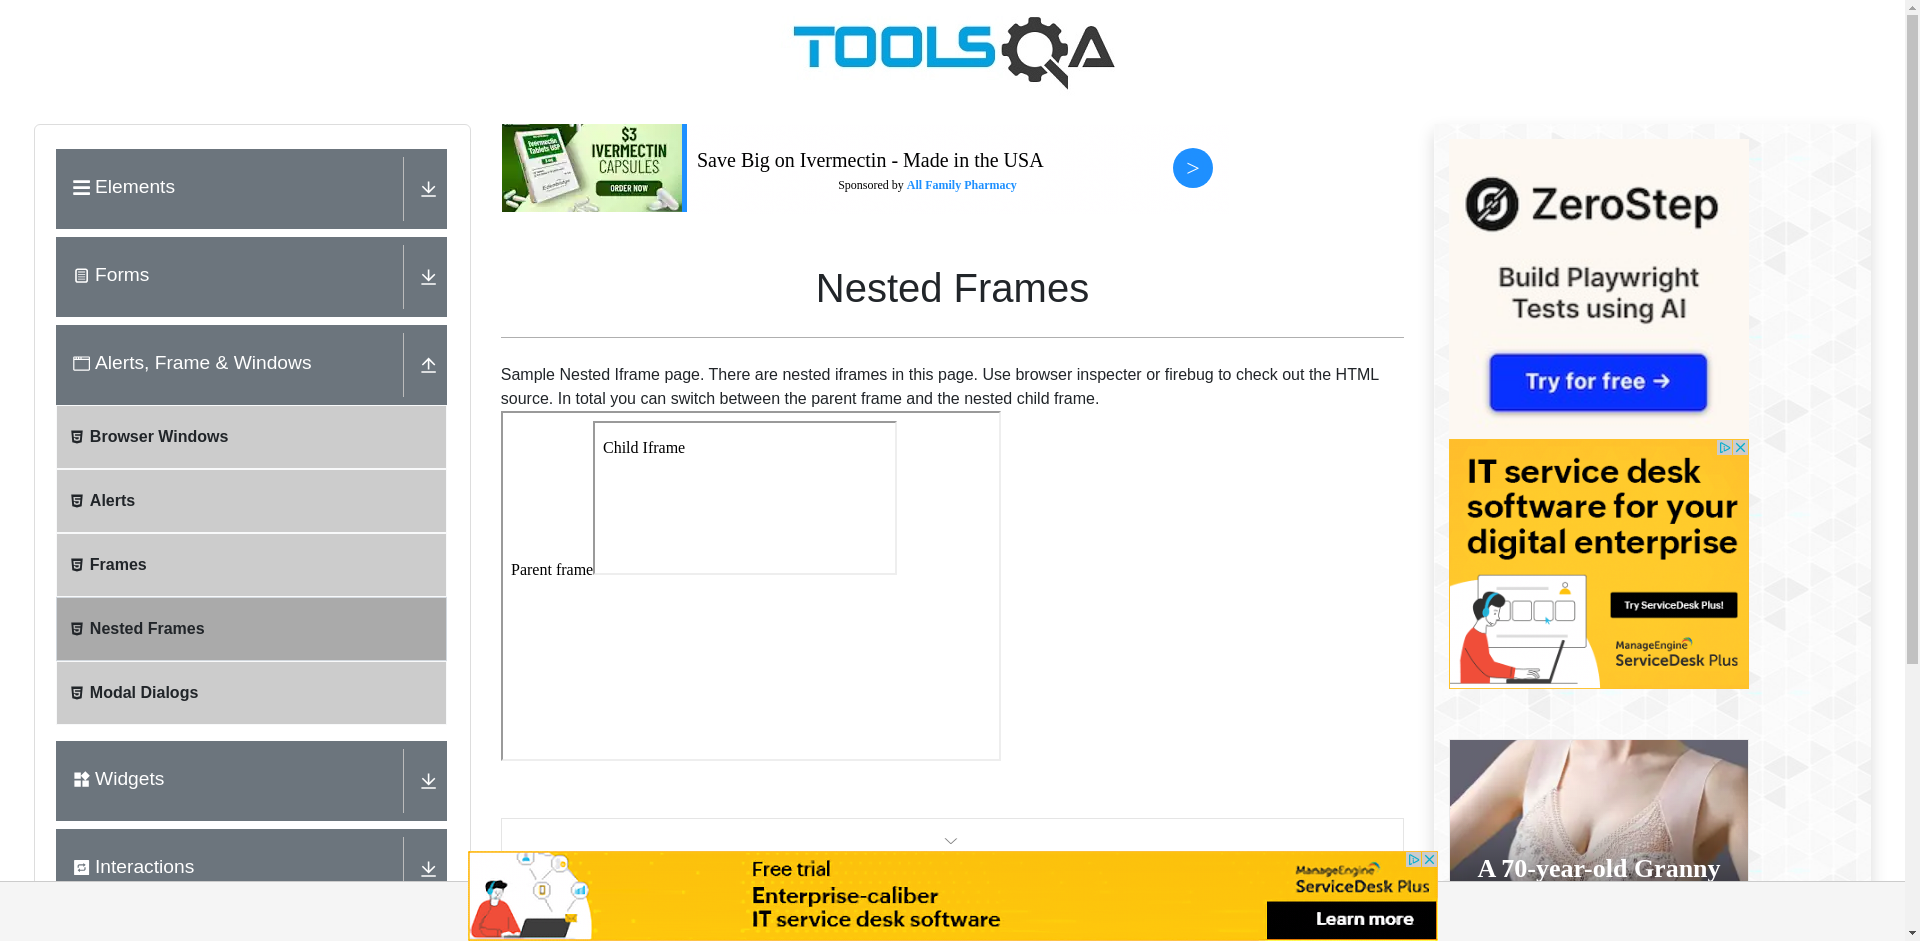 TOOLSQA
Elements
Forms
Alerts, Frame & Windows
Browser Windows
Alerts
Frames
Nested Frames
Modal Dialogs
Widgets
Interactions
$3
IVERMECTIN
CAPSULES
ORDER NOW
Save Big on Ivermectin - Made in the USA
Sponsored by All Family Pharmacy
>
Nested Frames
Sample Nested Iframe page. There are nested iframes in this page. Use browser inspecter or firebug to check out the HTML
source. In total you can switch between the parent frame and the nested child frame.
Child Iframe
Parent frame
ZeroStep
Build Playwright
Tests using AI
Try for free →
IT service desk
software for your
digital enterprise
Try ServiceDesk Plus!
ManageEngine
ServiceDesk Plus
A 70-year-old Granny
Free trial
Enterprise-caliber
IT service desk software
ManageEngine
ServiceDesk Plus
Learn more